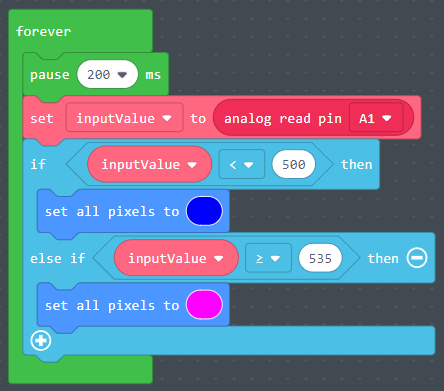 forever
pause 200 ms
set inputValue to analog read pin A1
if inputValue < 500 then
set all pixels to
else if inputValue ≥ 535 then
set all pixels to